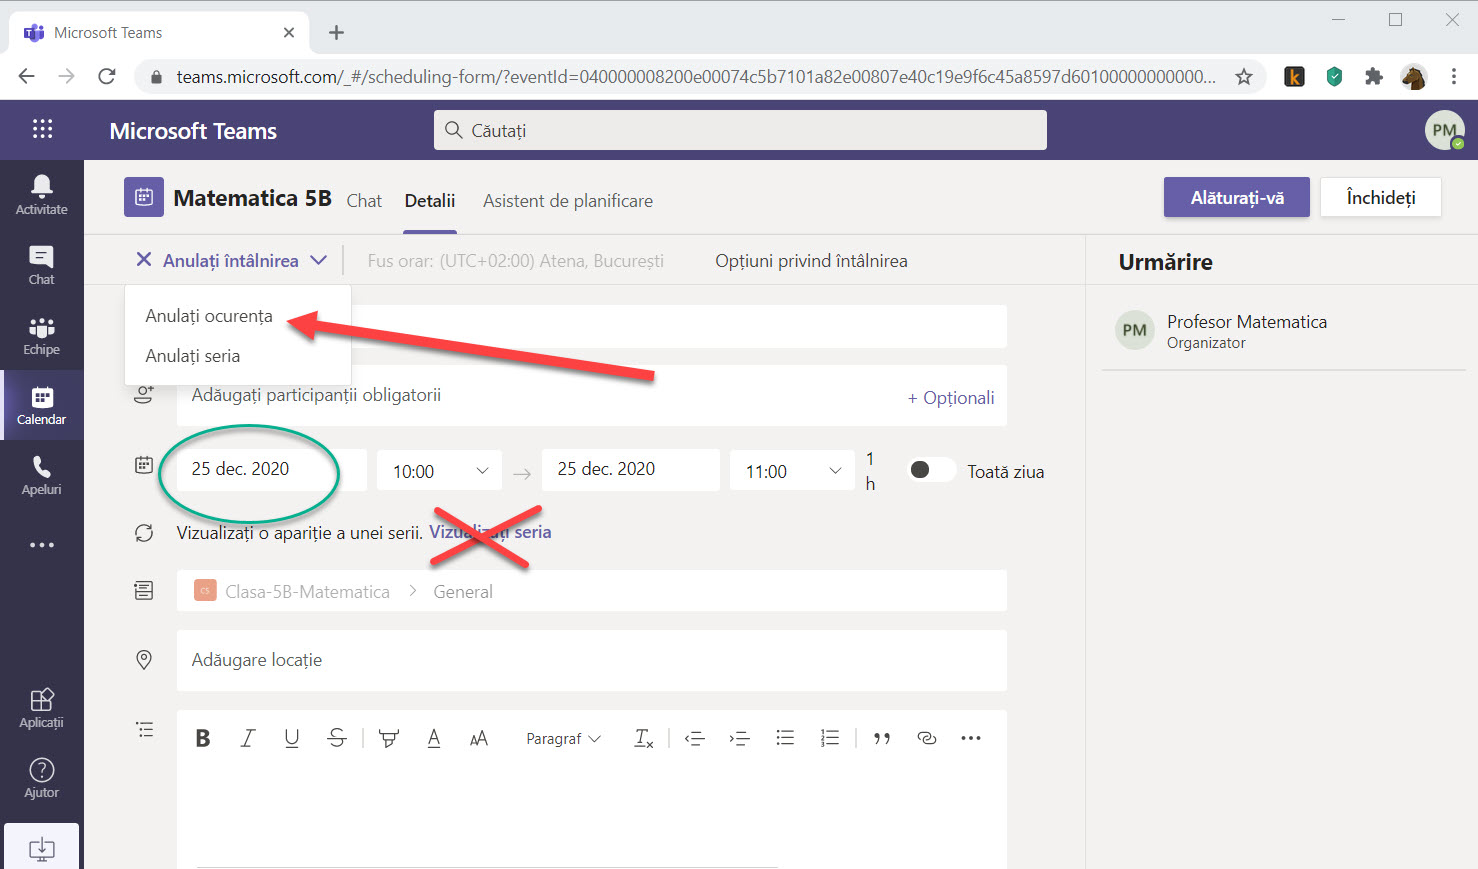 Microsoft Teams
teams.microsoft.com/_#/scheduling-form/?eventId=040000008200e00074c5b7101a82e00807e40c19e9f6c45a8597d60100000000000...
Microsoft Teams
Căutați
PM
Activitate
Chat
Echipe
Calendar
Apeluri
Aplicații
Ajutor
Matematica 5B
Chat
Detalii
Asistent de planificare
Alăturați-vă
Închideți
Anulați întâlnirea
Fus orar: (UTC+02:00) Atena, București
Opțiuni privind întâlnirea
Anulați ocurența
Anulați seria
Adăugați participanții obligatorii
+ Opționali
25 dec. 2020
10:00
25 dec. 2020
11:00
1
h
Toată ziua
Vizualizați o apariție a unei serii. Vizualizați seria
cs
Clasa-5B-Matematica
General
Adăugare locație
B I U S A AA Paragraf
Urmărire
PM
Profesor Matematica
Organizator